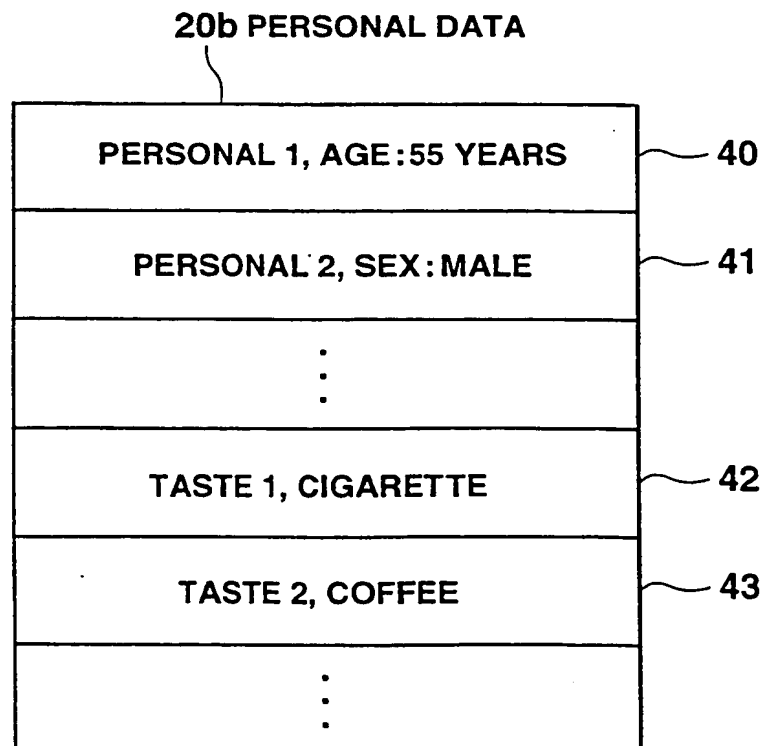 20b PERSONAL DATA
PERSONAL 1, AGE:55 YEARS 40
PERSONAL 2, SEX:MALE 41
⋮
TASTE 1, CIGARETTE 42
TASTE 2, COFFEE 43
⋮